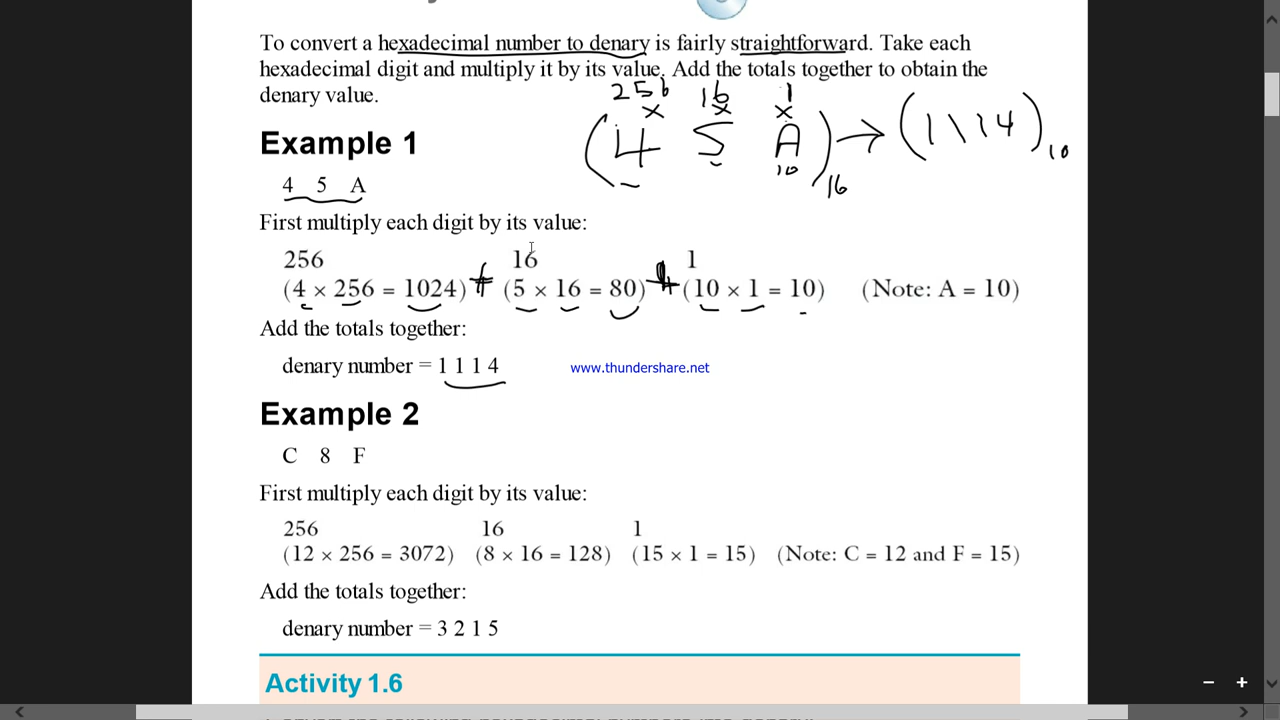 To convert a hexadecimal number to denary is fairly straightforward. Take each
hexadecimal digit and multiply it by its value. Add the totals together to obtain the
denary value.
256 16 1
× × ×
(4 5 A)16 → (1114)10
10
Example 1
4 5 A
First multiply each digit by its value:
256 16 1
(4 × 256 = 1024) + (5 × 16 = 80) + (10 × 1 = 10) (Note: A = 10)
Add the totals together:
denary number = 1 1 1 4
www.thundershare.net
Example 2
C 8 F
First multiply each digit by its value:
256 16 1
(12 × 256 = 3072) (8 × 16 = 128) (15 × 1 = 15) (Note: C = 12 and F = 15)
Add the totals together:
denary number = 3 2 1 5
Activity 1.6